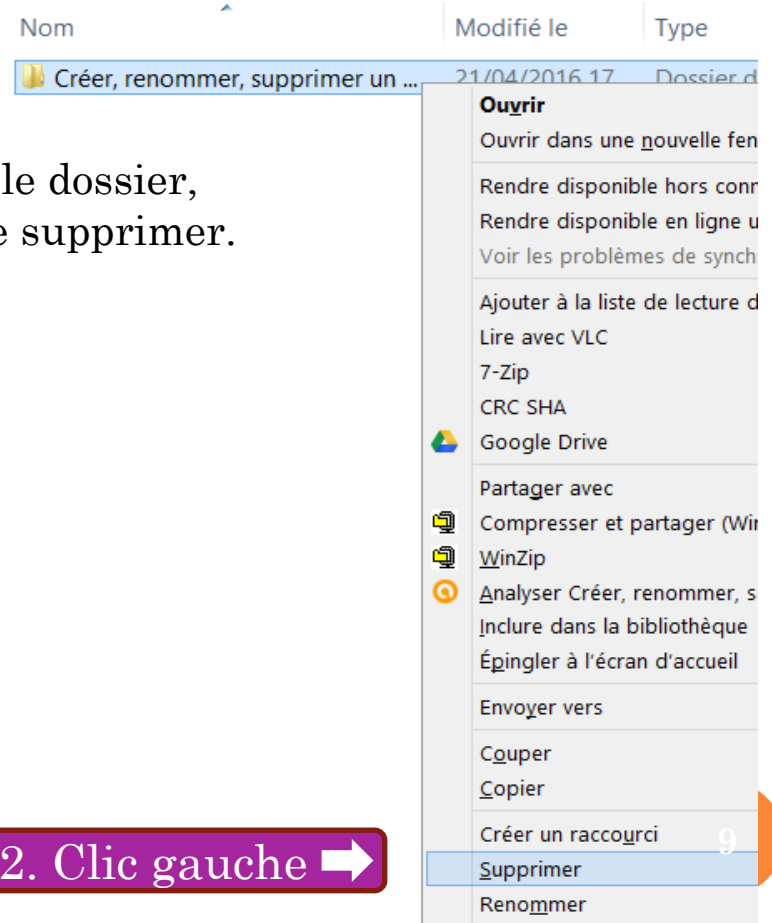 Nom Modifié le Type
Créer, renommer, supprimer un ... 21/04/2016 17 Dossier d
le dossier,
e supprimer.
Ouvrir
Ouvrir dans une nouvelle fen
Rendre disponible hors conn
Rendre disponible en ligne u
Voir les problèmes de synch
Ajouter à la liste de lecture d
Lire avec VLC
7-Zip
CRC SHA
Google Drive
Partager avec
Compresser et partager (Win
WinZip
Analyser Créer, renommer, s
Inclure dans la bibliothèque
Épingler à l'écran d'accueil
Envoyer vers
Couper
Copier
Créer un raccourci
9
2. Clic gauche
Supprimer
Renommer